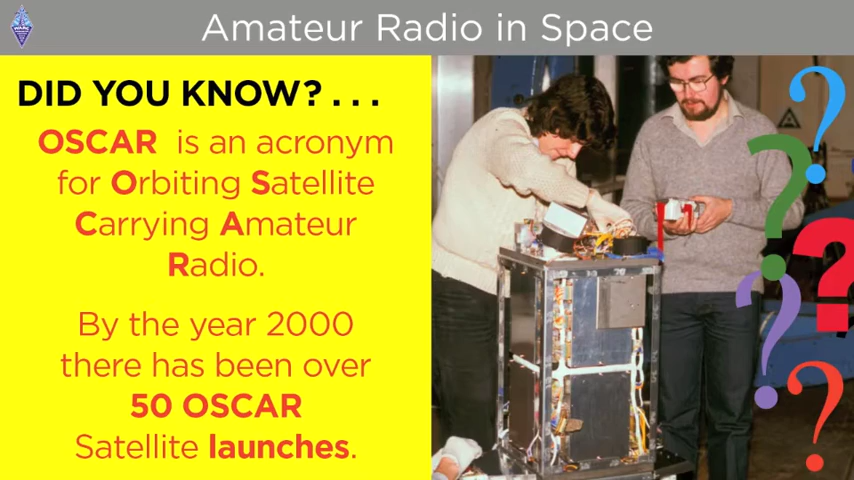 Amateur Radio in Space
DID YOU KNOW? . . .
OSCAR is an acronym
for Orbiting Satellite
Carrying Amateur
Radio.
By the year 2000
there has been over
50 OSCAR
Satellite launches.